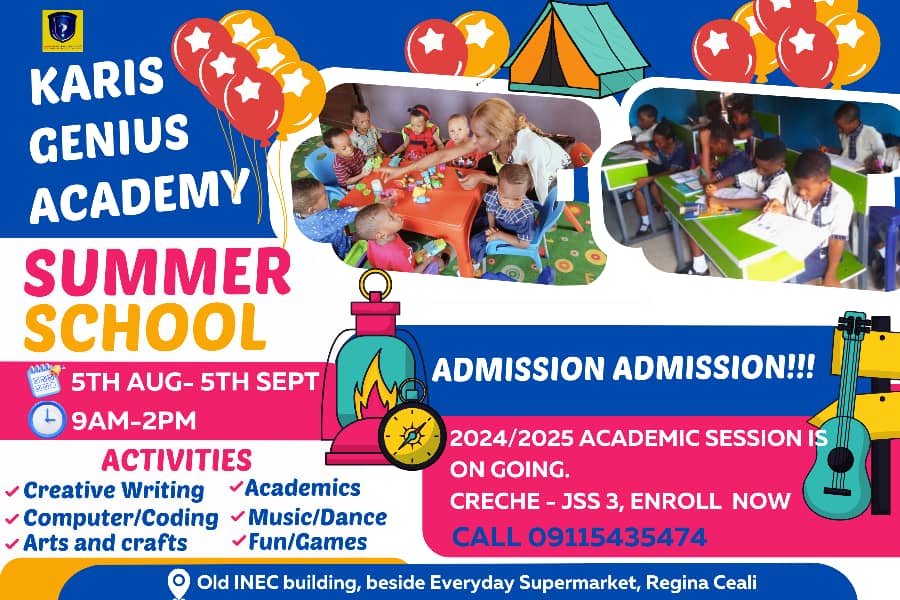 KARIS
GENIUS
ACADEMY
SUMMER
SCHOOL
5TH AUG- 5TH SEPT
9AM-2PM
ACTIVITIES
Creative Writing
Computer/Coding
Arts and crafts
Academics
Music/Dance
Fun/Games
ADMISSION ADMISSION!!!
2024/2025 ACADEMIC SESSION IS
ON GOING.
CRECHE - JSS 3, ENROLL NOW
CALL 09115435474
Old INEC building, beside Everyday Supermarket, Regina Ceali